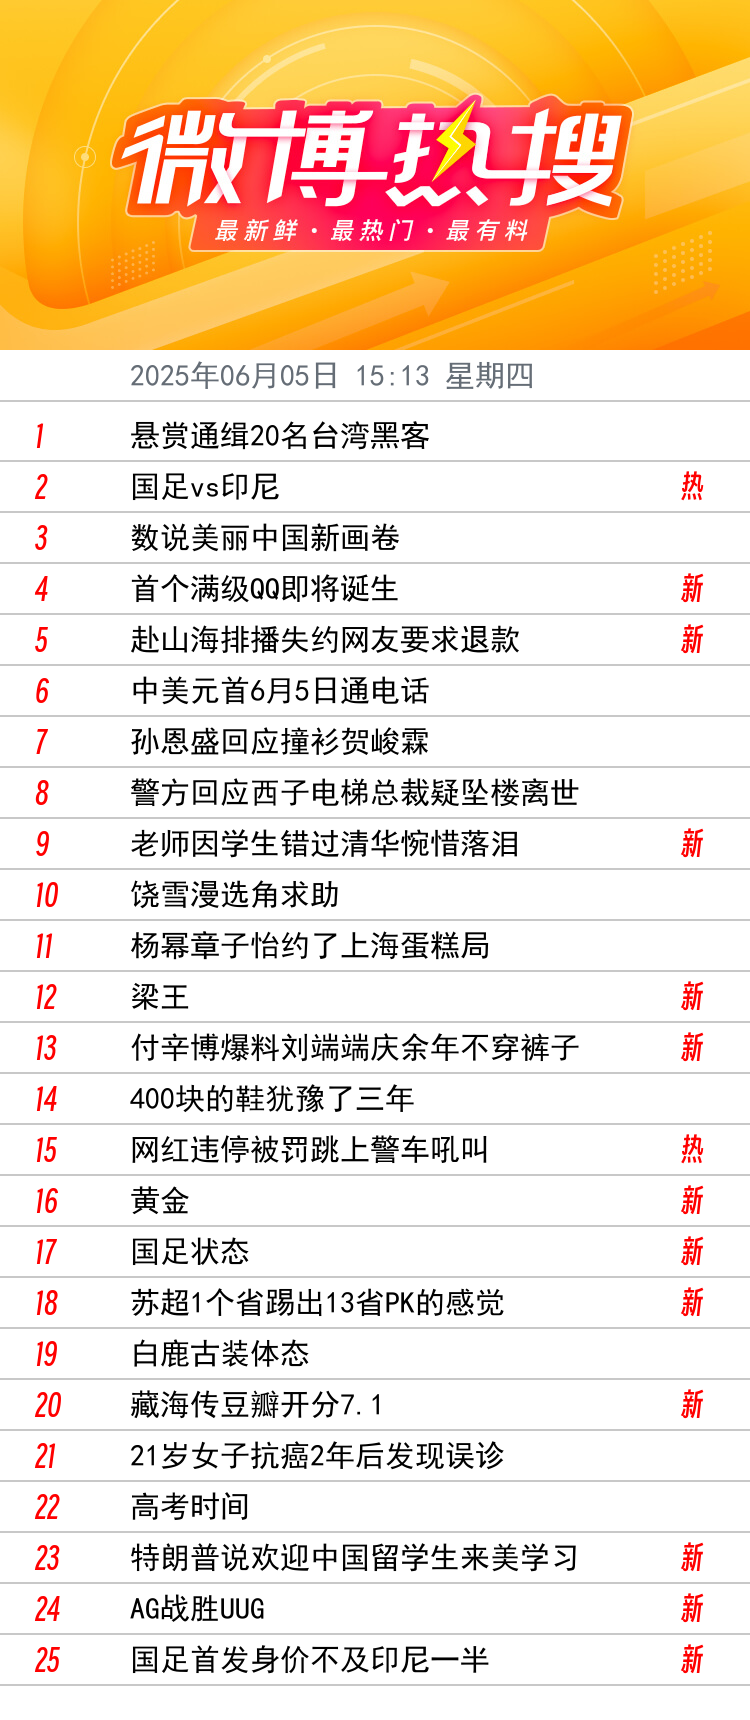 微博热搜
最新鲜·最热门·最有料
2025年06月05日 15:13 星期四
1 悬赏通缉20名台湾黑客
2 国足vs印尼 热
3 数说美丽中国新画卷
4 首个满级QQ即将诞生 新
5 赴山海排播失约网友要求退款 新
6 中美元首6月5日通电话
7 孙恩盛回应撞衫贺峻霖
8 警方回应西子电梯总裁疑坠楼离世
9 老师因学生错过清华惋惜落泪 新
10 饶雪漫选角求助
11 杨幂章子怡约了上海蛋糕局
12 梁王 新
13 付辛博爆料刘端端庆余年不穿裤子 新
14 400块的鞋犹豫了三年
15 网红违停被罚跳上警车吼叫 热
16 黄金 新
17 国足状态 新
18 苏超1个省踢出13省PK的感觉 新
19 白鹿古装体态
20 藏海传豆瓣开分7.1 新
21 21岁女子抗癌2年后发现误诊
22 高考时间
23 特朗普说欢迎中国留学生来美学习 新
24 AG战胜UUG 新
25 国足首发身价不及印尼一半 新